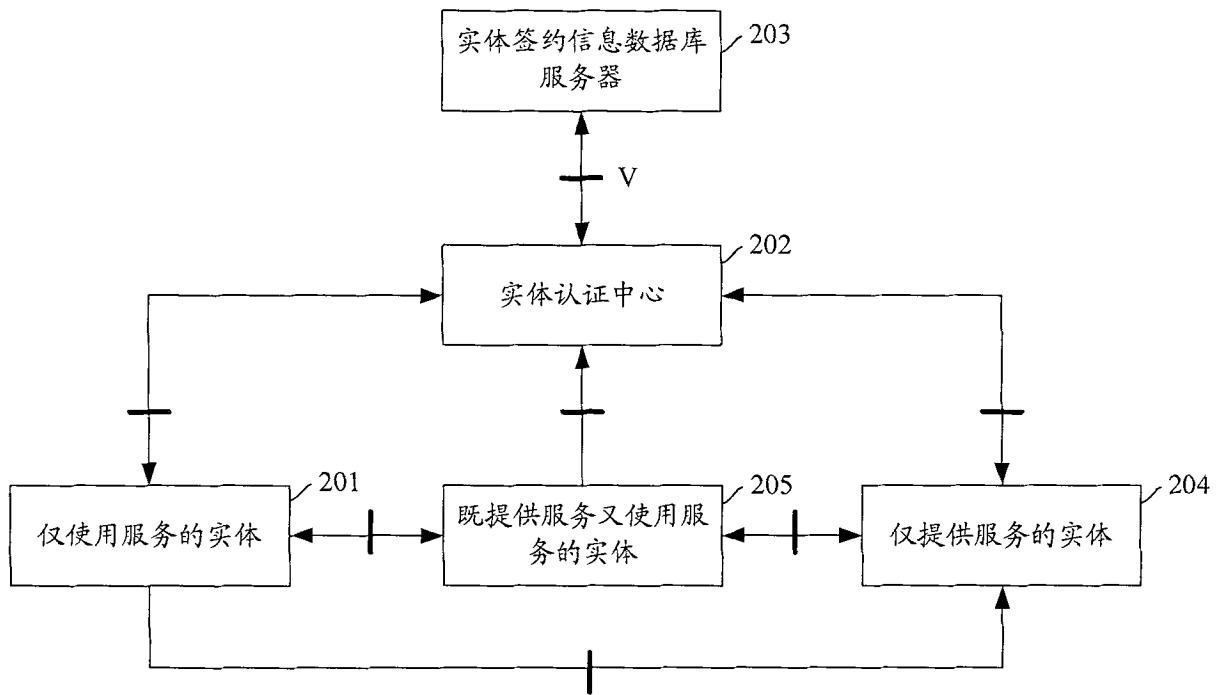 实体签约信息数据库
服务器
203
V
202
实体认证中心
201
仅使用服务的实体
205
既提供服务又使用服
务的实体
204
仅提供服务的实体